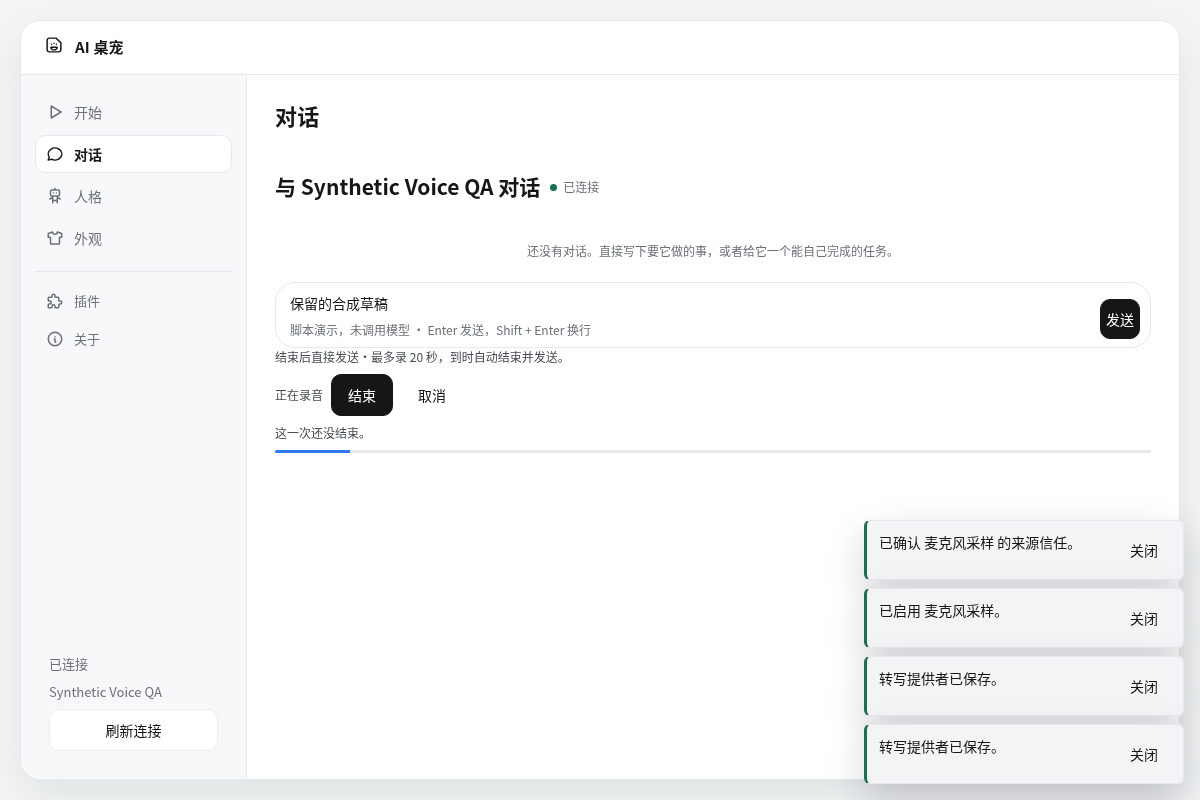 AI 桌宠
开始
对话
人格
外观
插件
关于
已连接
Synthetic Voice QA
刷新连接
对话
与 Synthetic Voice QA 对话
已连接
还没有对话。直接写下要它做的事，或者给它一个能自己完成的任务。
保留的合成草稿
脚本演示，未调用模型 · Enter 发送，Shift + Enter 换行
发送
结束后直接发送 · 最多录 20 秒，到时自动结束并发送。
正在录音
结束
取消
这一次还没结束。
已确认 麦克风采样 的来源信任。
关闭
已启用 麦克风采样。
关闭
转写提供者已保存。
关闭
转写提供者已保存。
关闭